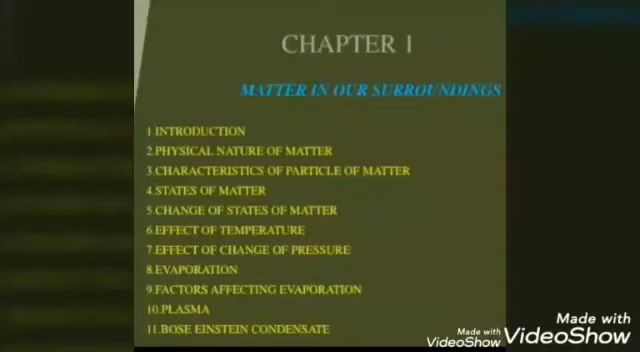 CHAPTER 1
MATTER IN OUR SURROUNDINGS
1 INTRODUCTION
2.PHYSICAL NATURE OF MATTER
3.CHARACTERISTICS OF PARTICLE OF MATTER
4.STATES OF MATTER
5.CHANGE OF STATES OF MATTER
6.EFFECT OF TEMPERATURE
7.EFFECT OF CHANGE OF PRESSURE
8.EVAPORATION
9.FACTORS AFFECTING EVAPORATION
10.PLASMA
11.BOSE EINSTEIN CONDENSATE
Made with
VideoShow
Made with
VideoShow